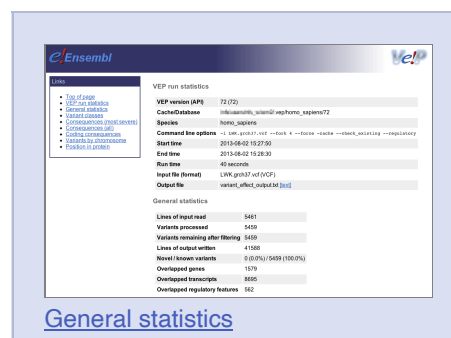 e!Ensembl
Ve!P
Links
Top of page
VEP run statistics
General statistics
Variant classes
Consequences (most severe)
Consequences (all)
Coding consequences
Variants by chromosome
Position in protein
VEP run statistics
VEP version (API) 72 (72)
Cache/Database .vep/homo_sapiens/72
Species homo_sapiens
Command line options -i LWK.grch37.vcf --fork 4 --force -cache --check_existing --regulatory
Start time 2013-08-02 15:27:50
End time 2013-08-02 15:28:30
Run time 40 seconds
Input file (format) LWK.grch37.vcf (VCF)
Output file variant_effect_output.txt [text]
General statistics
Lines of input read 5461
Variants processed 5459
Variants remaining after filtering 5459
Lines of output written 41588
Novel / known variants 0 (0.0%) / 5459 (100.0%)
Overlapped genes 1579
Overlapped transcripts 8695
Overlapped regulatory features 562
General statistics